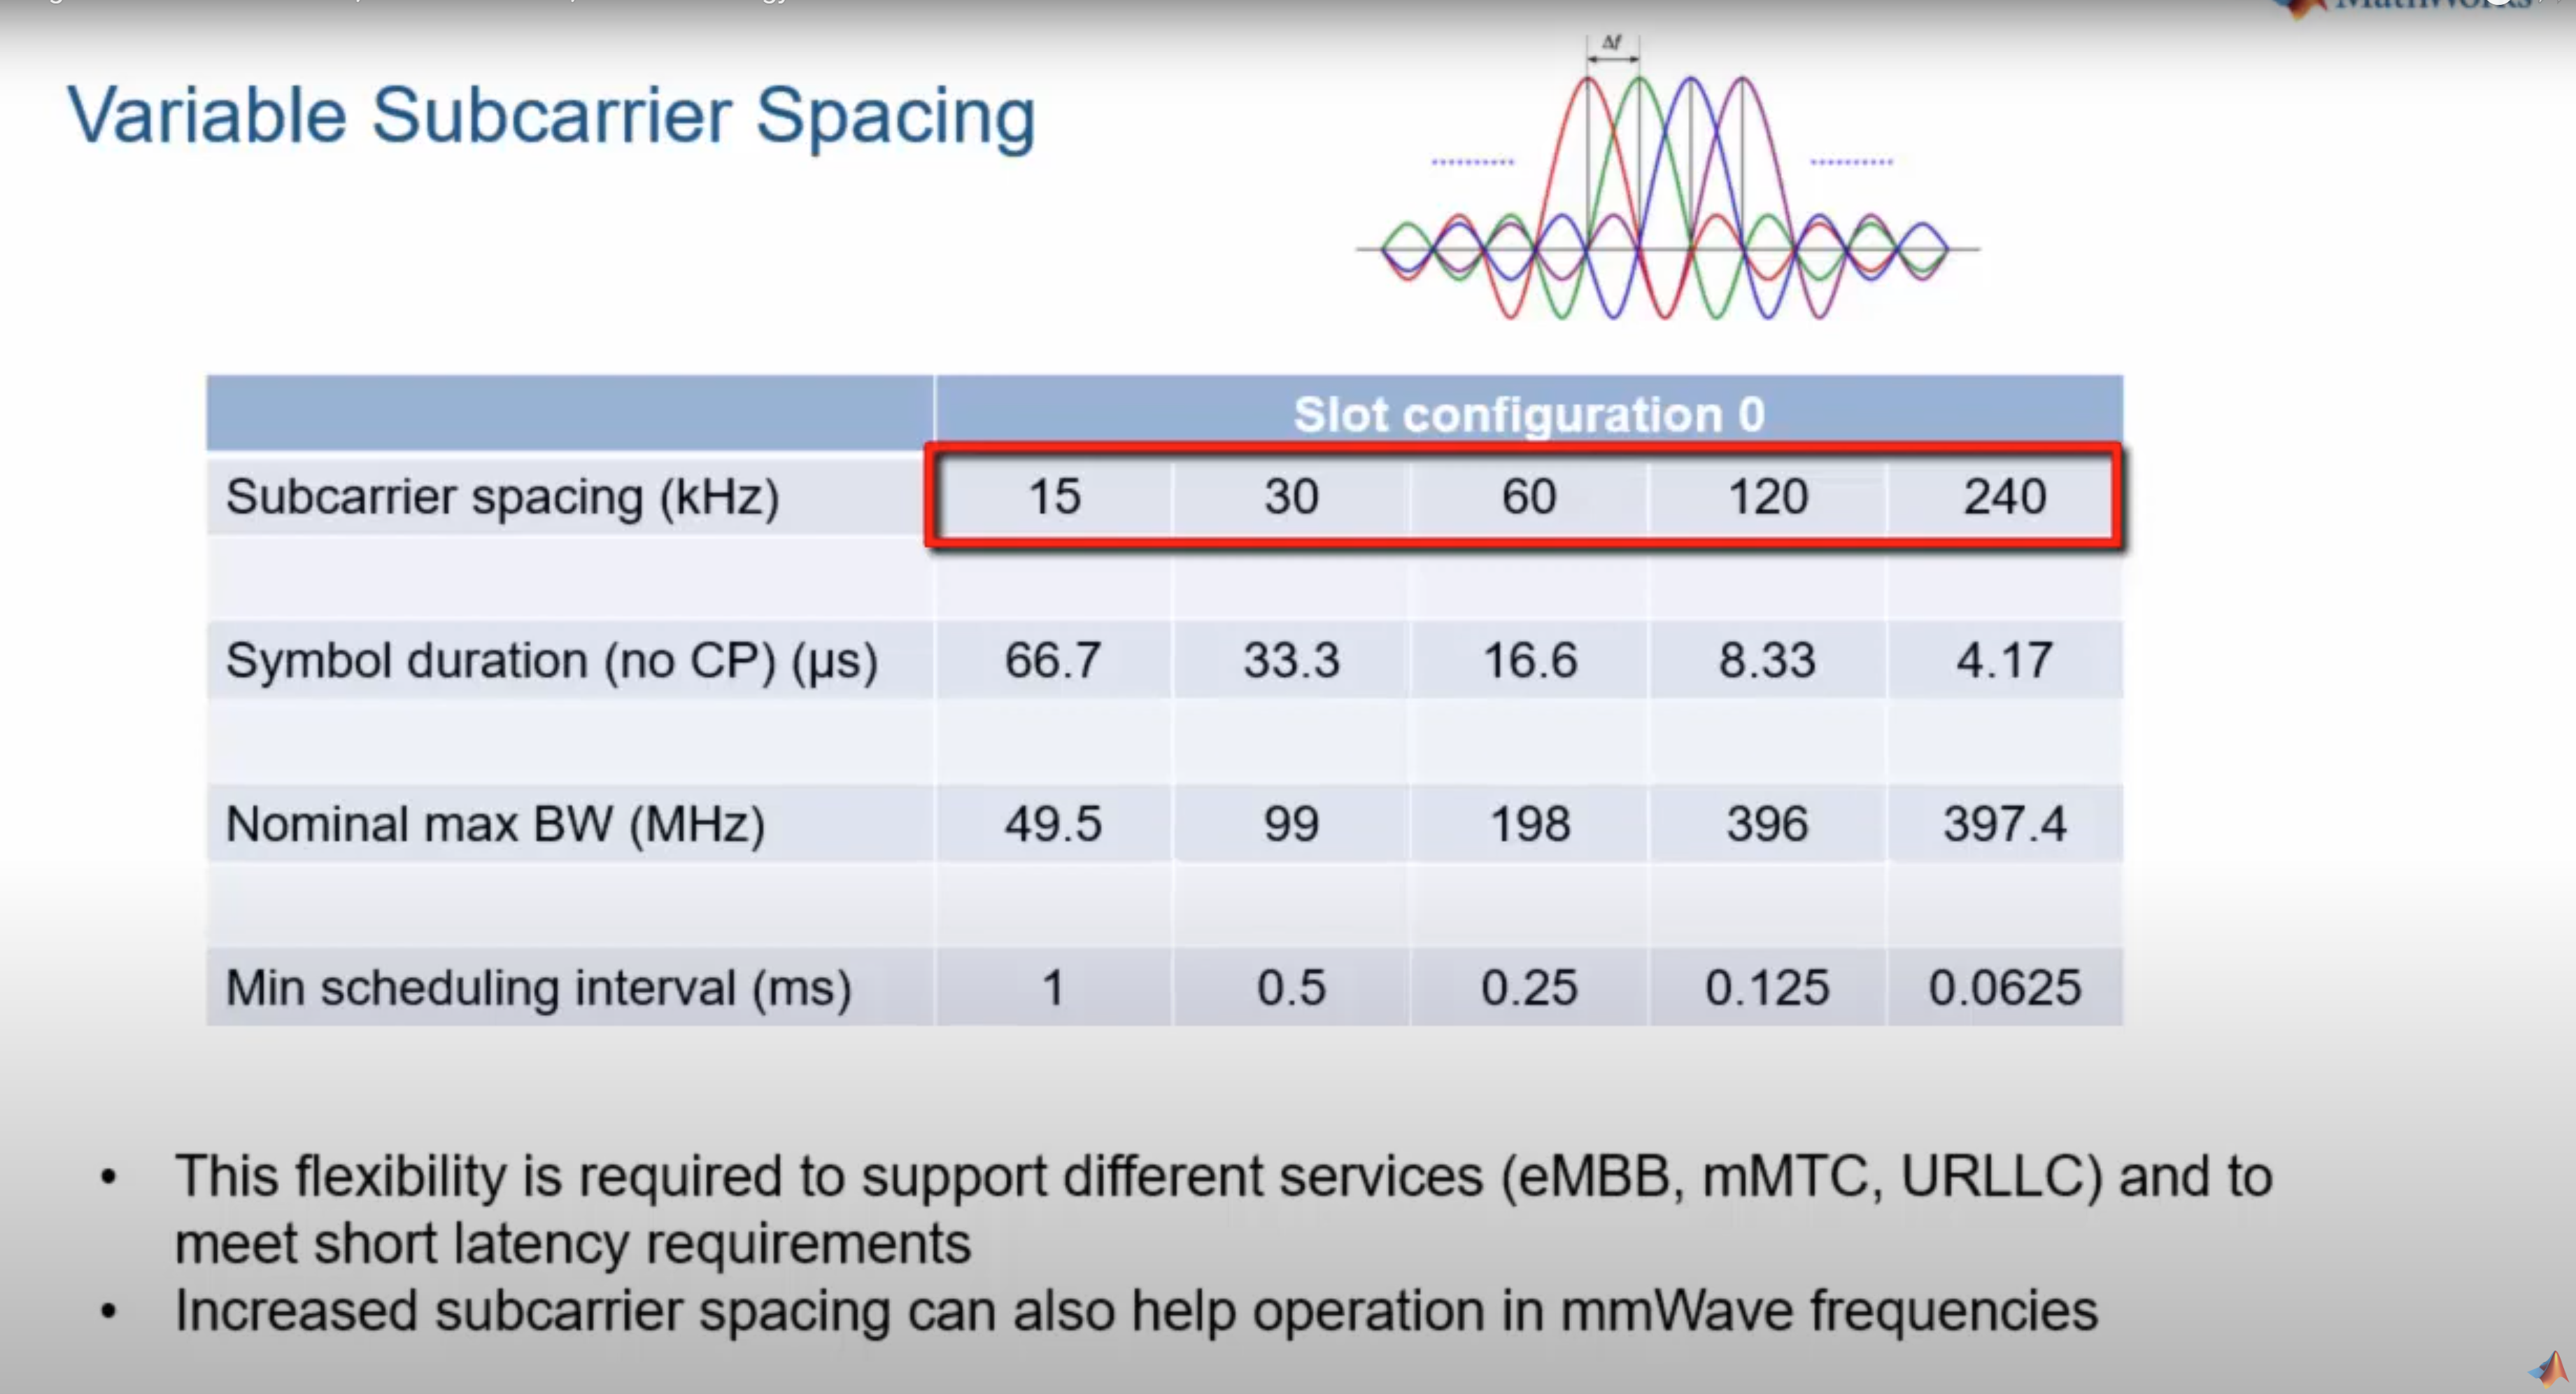 MathWorks
Δf
Variable Subcarrier Spacing
Slot configuration 0
Subcarrier spacing (kHz) 15 30 60 120 240
Symbol duration (no CP) (µs) 66.7 33.3 16.6 8.33 4.17
Nominal max BW (MHz) 49.5 99 198 396 397.4
Min scheduling interval (ms) 1 0.5 0.25 0.125 0.0625
• This flexibility is required to support different services (eMBB, mMTC, URLLC) and to
meet short latency requirements
• Increased subcarrier spacing can also help operation in mmWave frequencies